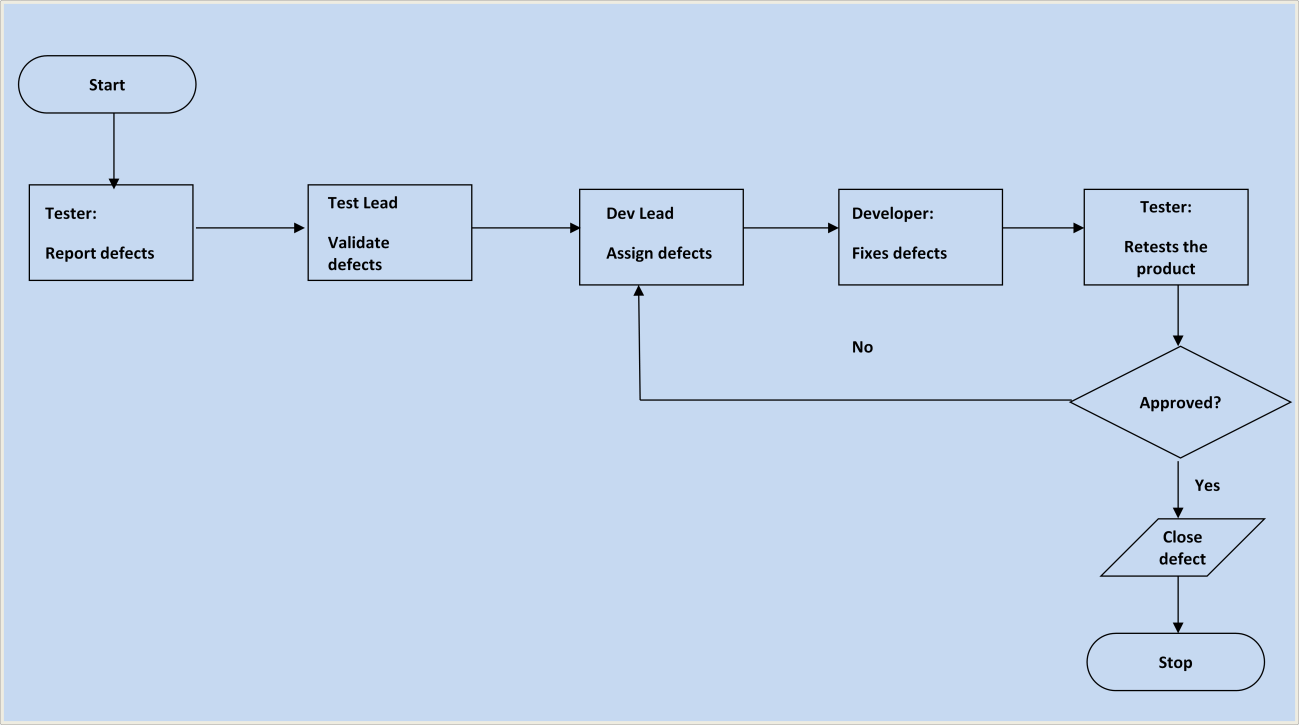 Start
Tester:
Report defects
Test Lead
Validate
defects
Dev Lead
Assign defects
Developer:
Fixes defects
Tester:
Retests the
product
No
Approved?
Yes
Close
defect
Stop